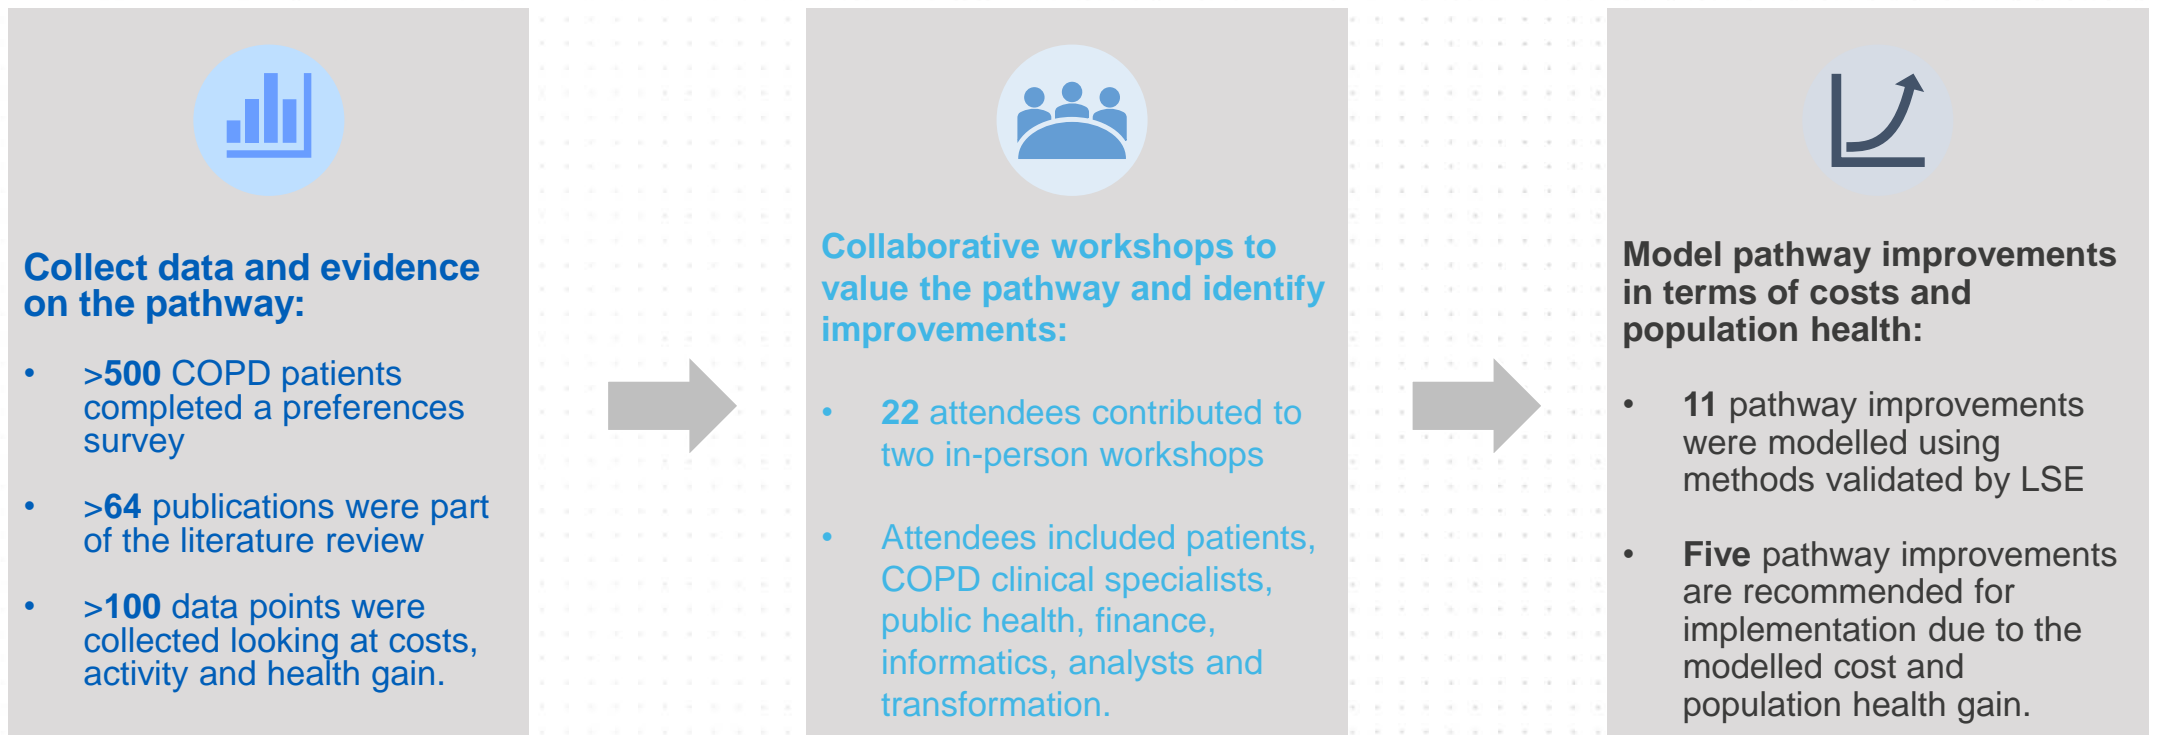 Collect data and evidence
on the pathway:
• >500 COPD patients
completed a preferences
survey
• >64 publications were part
of the literature review
• >100 data points were
collected looking at costs,
activity and health gain.
Collaborative workshops to
value the pathway and identify
improvements:
• 22 attendees contributed to
two in-person workshops
• Attendees included patients,
COPD clinical specialists,
public health, finance,
informatics, analysts and
transformation.
Model pathway improvements
in terms of costs and
population health:
• 11 pathway improvements
were modelled using
methods validated by LSE
• Five pathway improvements
are recommended for
implementation due to the
modelled cost and
population health gain.